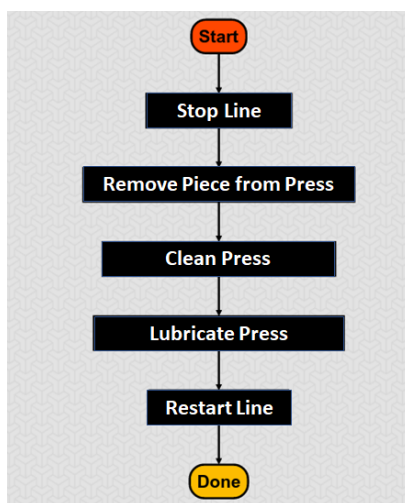 Start
Stop Line
Remove Piece from Press
Clean Press
Lubricate Press
Restart Line
Done